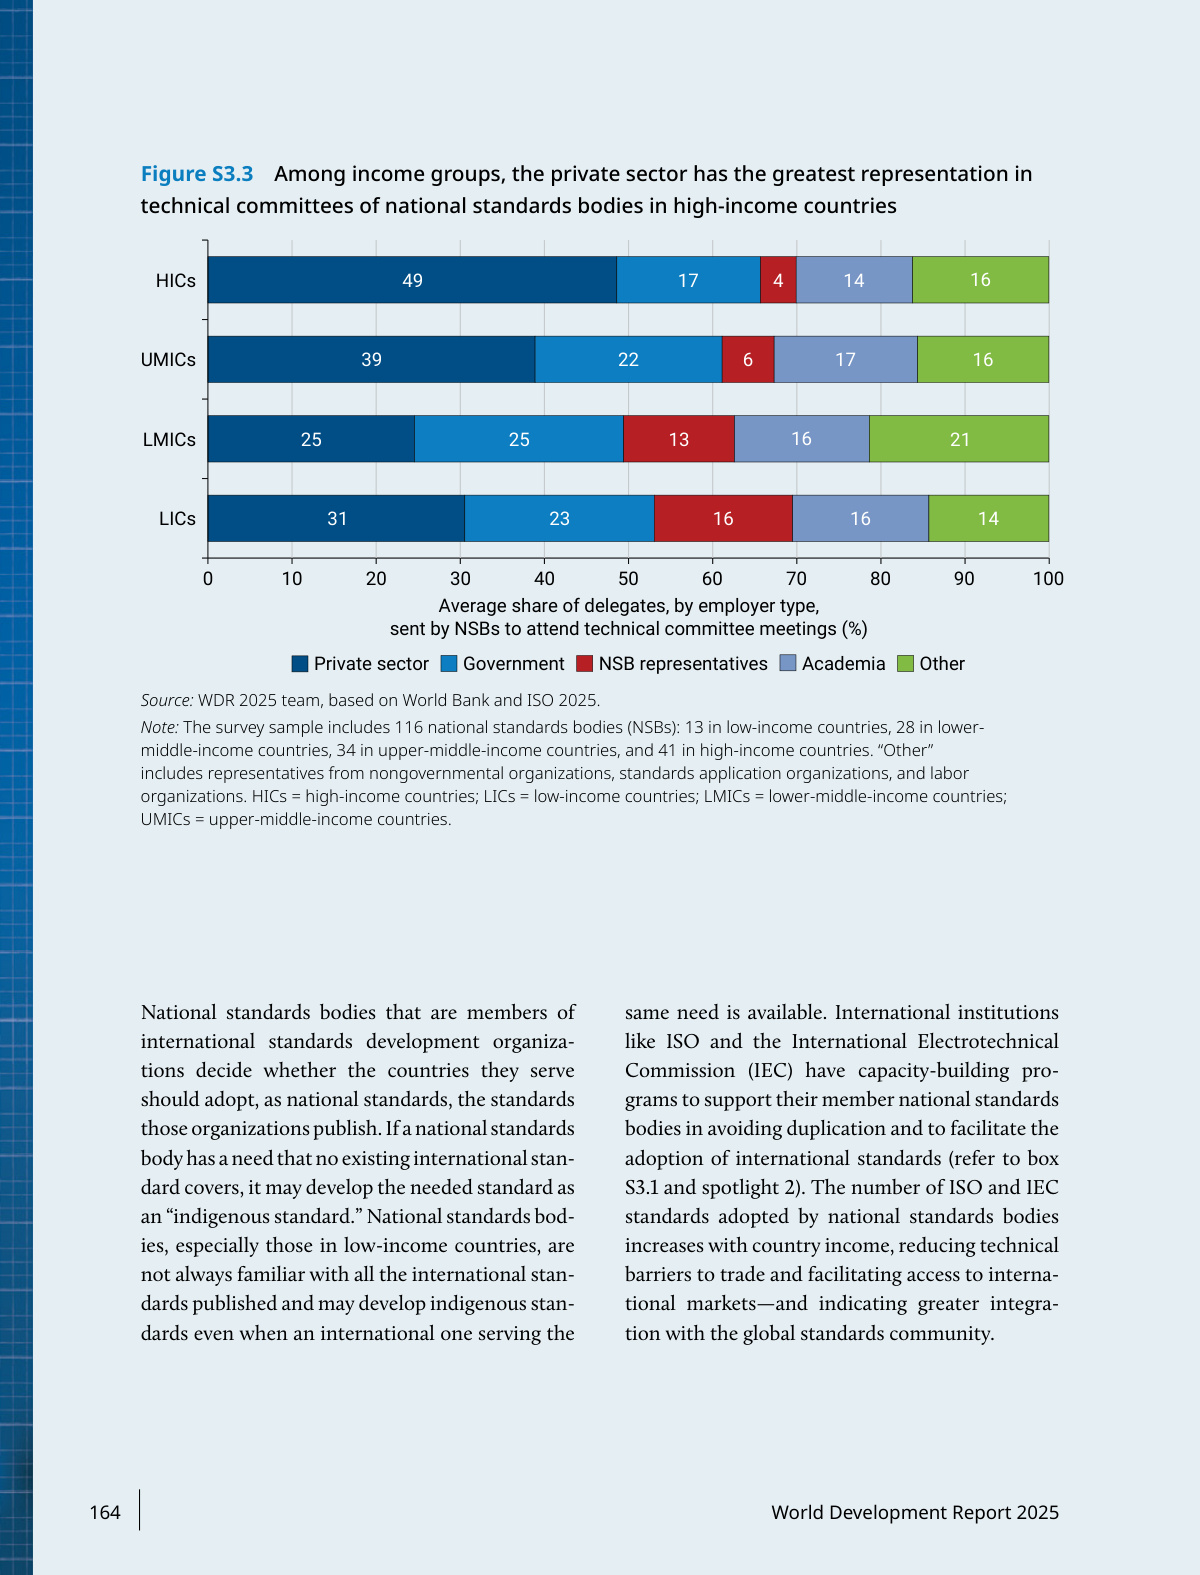 Figure S3.3 Among income groups, the private sector has the greatest representation in
technical committees of national standards bodies in high-income countries
HICs 49 17 4 14 16
UMICs 39 22 6 17 16
LMICs 25 25 13 16 21
LICs 31 23 16 16 14
0 10 20 30 40 50 60 70 80 90 100
Average share of delegates, by employer type,
sent by NSBs to attend technical committee meetings (%)
Private sector Government NSB representatives Academia Other
Source: WDR 2025 team, based on World Bank and ISO 2025.
Note: The survey sample includes 116 national standards bodies (NSBs): 13 in low-income countries, 28 in lower-
middle-income countries, 34 in upper-middle-income countries, and 41 in high-income countries. “Other”
includes representatives from nongovernmental organizations, standards application organizations, and labor
organizations. HICs = high-income countries; LICs = low-income countries; LMICs = lower-middle-income countries;
UMICs = upper-middle-income countries.
National standards bodies that are members of
international standards development organiza-
tions decide whether the countries they serve
should adopt, as national standards, the standards
those organizations publish. If a national standards
body has a need that no existing international stan-
dard covers, it may develop the needed standard as
an “indigenous standard.” National standards bod-
ies, especially those in low-income countries, are
not always familiar with all the international stan-
dards published and may develop indigenous stan-
dards even when an international one serving the
same need is available. International institutions
like ISO and the International Electrotechnical
Commission (IEC) have capacity-building pro-
grams to support their member national standards
bodies in avoiding duplication and to facilitate the
adoption of international standards (refer to box
S3.1 and spotlight 2). The number of ISO and IEC
standards adopted by national standards bodies
increases with country income, reducing technical
barriers to trade and facilitating access to interna-
tional markets—and indicating greater integra-
tion with the global standards community.
164
World Development Report 2025